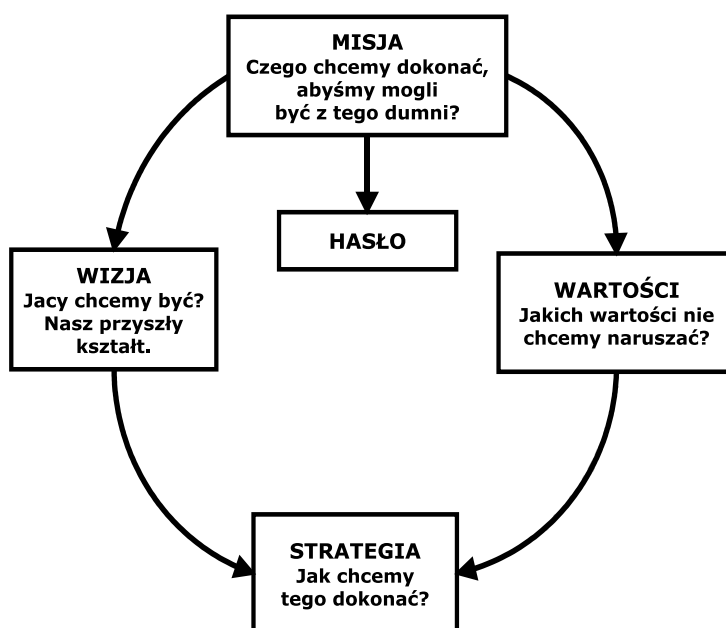 MISJA
Czego chcemy dokonać,
abyśmy mogli
być z tego dumni?
HASŁO
WIZJA
Jacy chcemy być?
Nasz przyszły
kształt.
WARTOŚCI
Jakich wartości nie
chcemy naruszać?
STRATEGIA
Jak chcemy
tego dokonać?